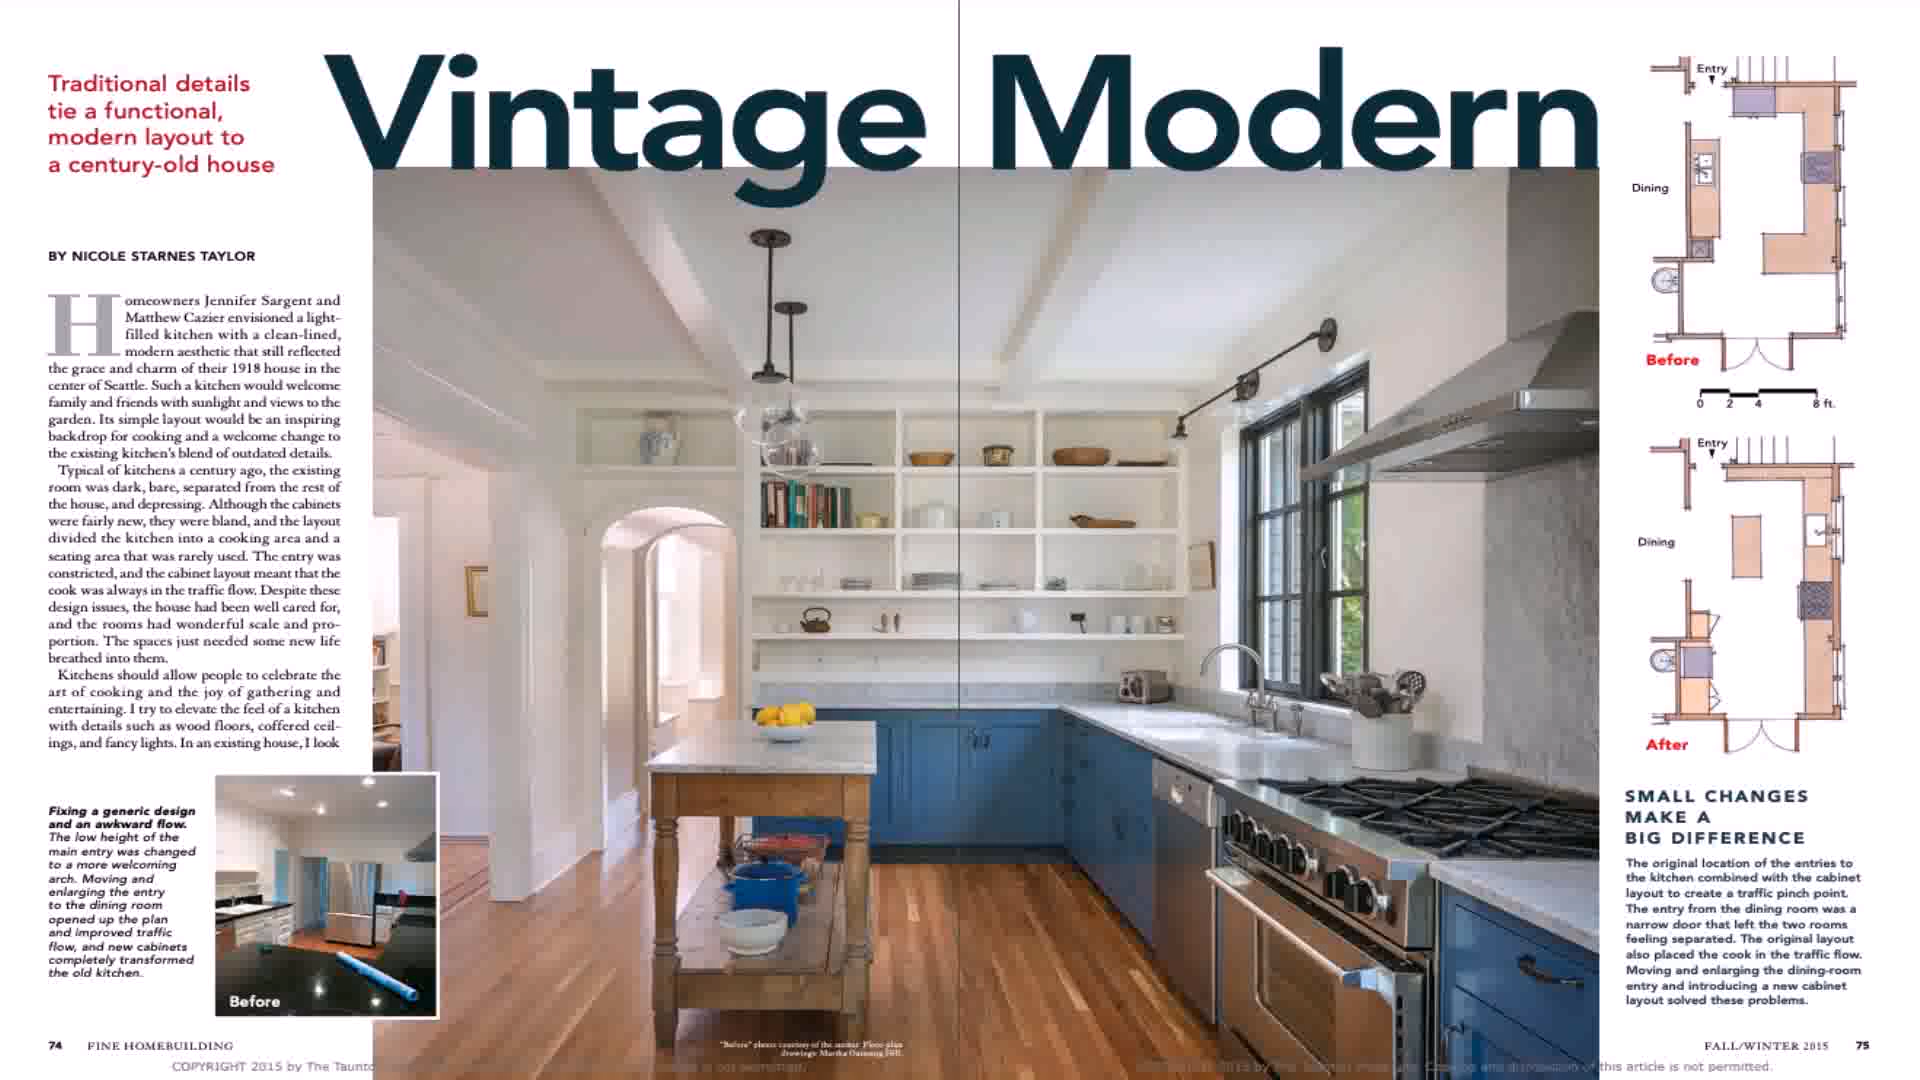 Vintage Modern
Traditional details
tie a functional,
modern layout to
a century-old house
BY NICOLE STARNES TAYLOR
Homeowners Jennifer Sargent and
Matthew Cazier envisioned a light-
filled kitchen with a clean-lined,
modern aesthetic that still reflected
the grace and charm of their 1918 house in the
center of Seattle. Such a kitchen would welcome
family and friends with sunlight and views to the
garden. Its simple layout would be an inspiring
backdrop for cooking and a welcome change to
the existing kitchen's blend of outdated details.
Typical of kitchens a century ago, the existing
room was dark, bare, separated from the rest of
the house, and depressing. Although the cabinets
were fairly new, they were bland, and the layout
divided the kitchen into a cooking area and a
seating area that was rarely used. The entry was
constricted, and the cabinet layout meant that the
cook was always in the traffic flow. Despite these
design issues, the house had been well cared for,
and the rooms had wonderful scale and pro-
portion. The spaces just needed some new life
breathed into them.
Kitchens should allow people to celebrate the
art of cooking and the joy of gathering and
entertaining. I try to elevate the feel of a kitchen
with details such as wood floors, coffered ceil-
ings, and fancy lights. In an existing house, I look
Fixing a generic design
and an awkward flow.
The low height of the
main entry was changed
to a more welcoming
arch. Moving and
enlarging the entry
to the dining room
opened up the plan
and improved traffic
flow, and new cabinets
completely transformed
the old kitchen.
Before
74 FINE HOMEBUILDING
COPYRIGHT 2015 by The Taunto
is not permitted.
"Before" photo courtesy of the author. Floor-plan
drawings: Martha Garstang Hill.
Entry
Dining
Before
0 2 4 8 ft.
Entry
Dining
After
SMALL CHANGES
MAKE A
BIG DIFFERENCE
The original location of the entries to
the kitchen combined with the cabinet
layout to create a traffic pinch point.
The entry from the dining room was a
narrow door that left the two rooms
feeling separated. The original layout
also placed the cook in the traffic flow.
Moving and enlarging the dining-room
entry and introducing a new cabinet
layout solved these problems.
FALL/WINTER 2015 75
this article is not permitted.